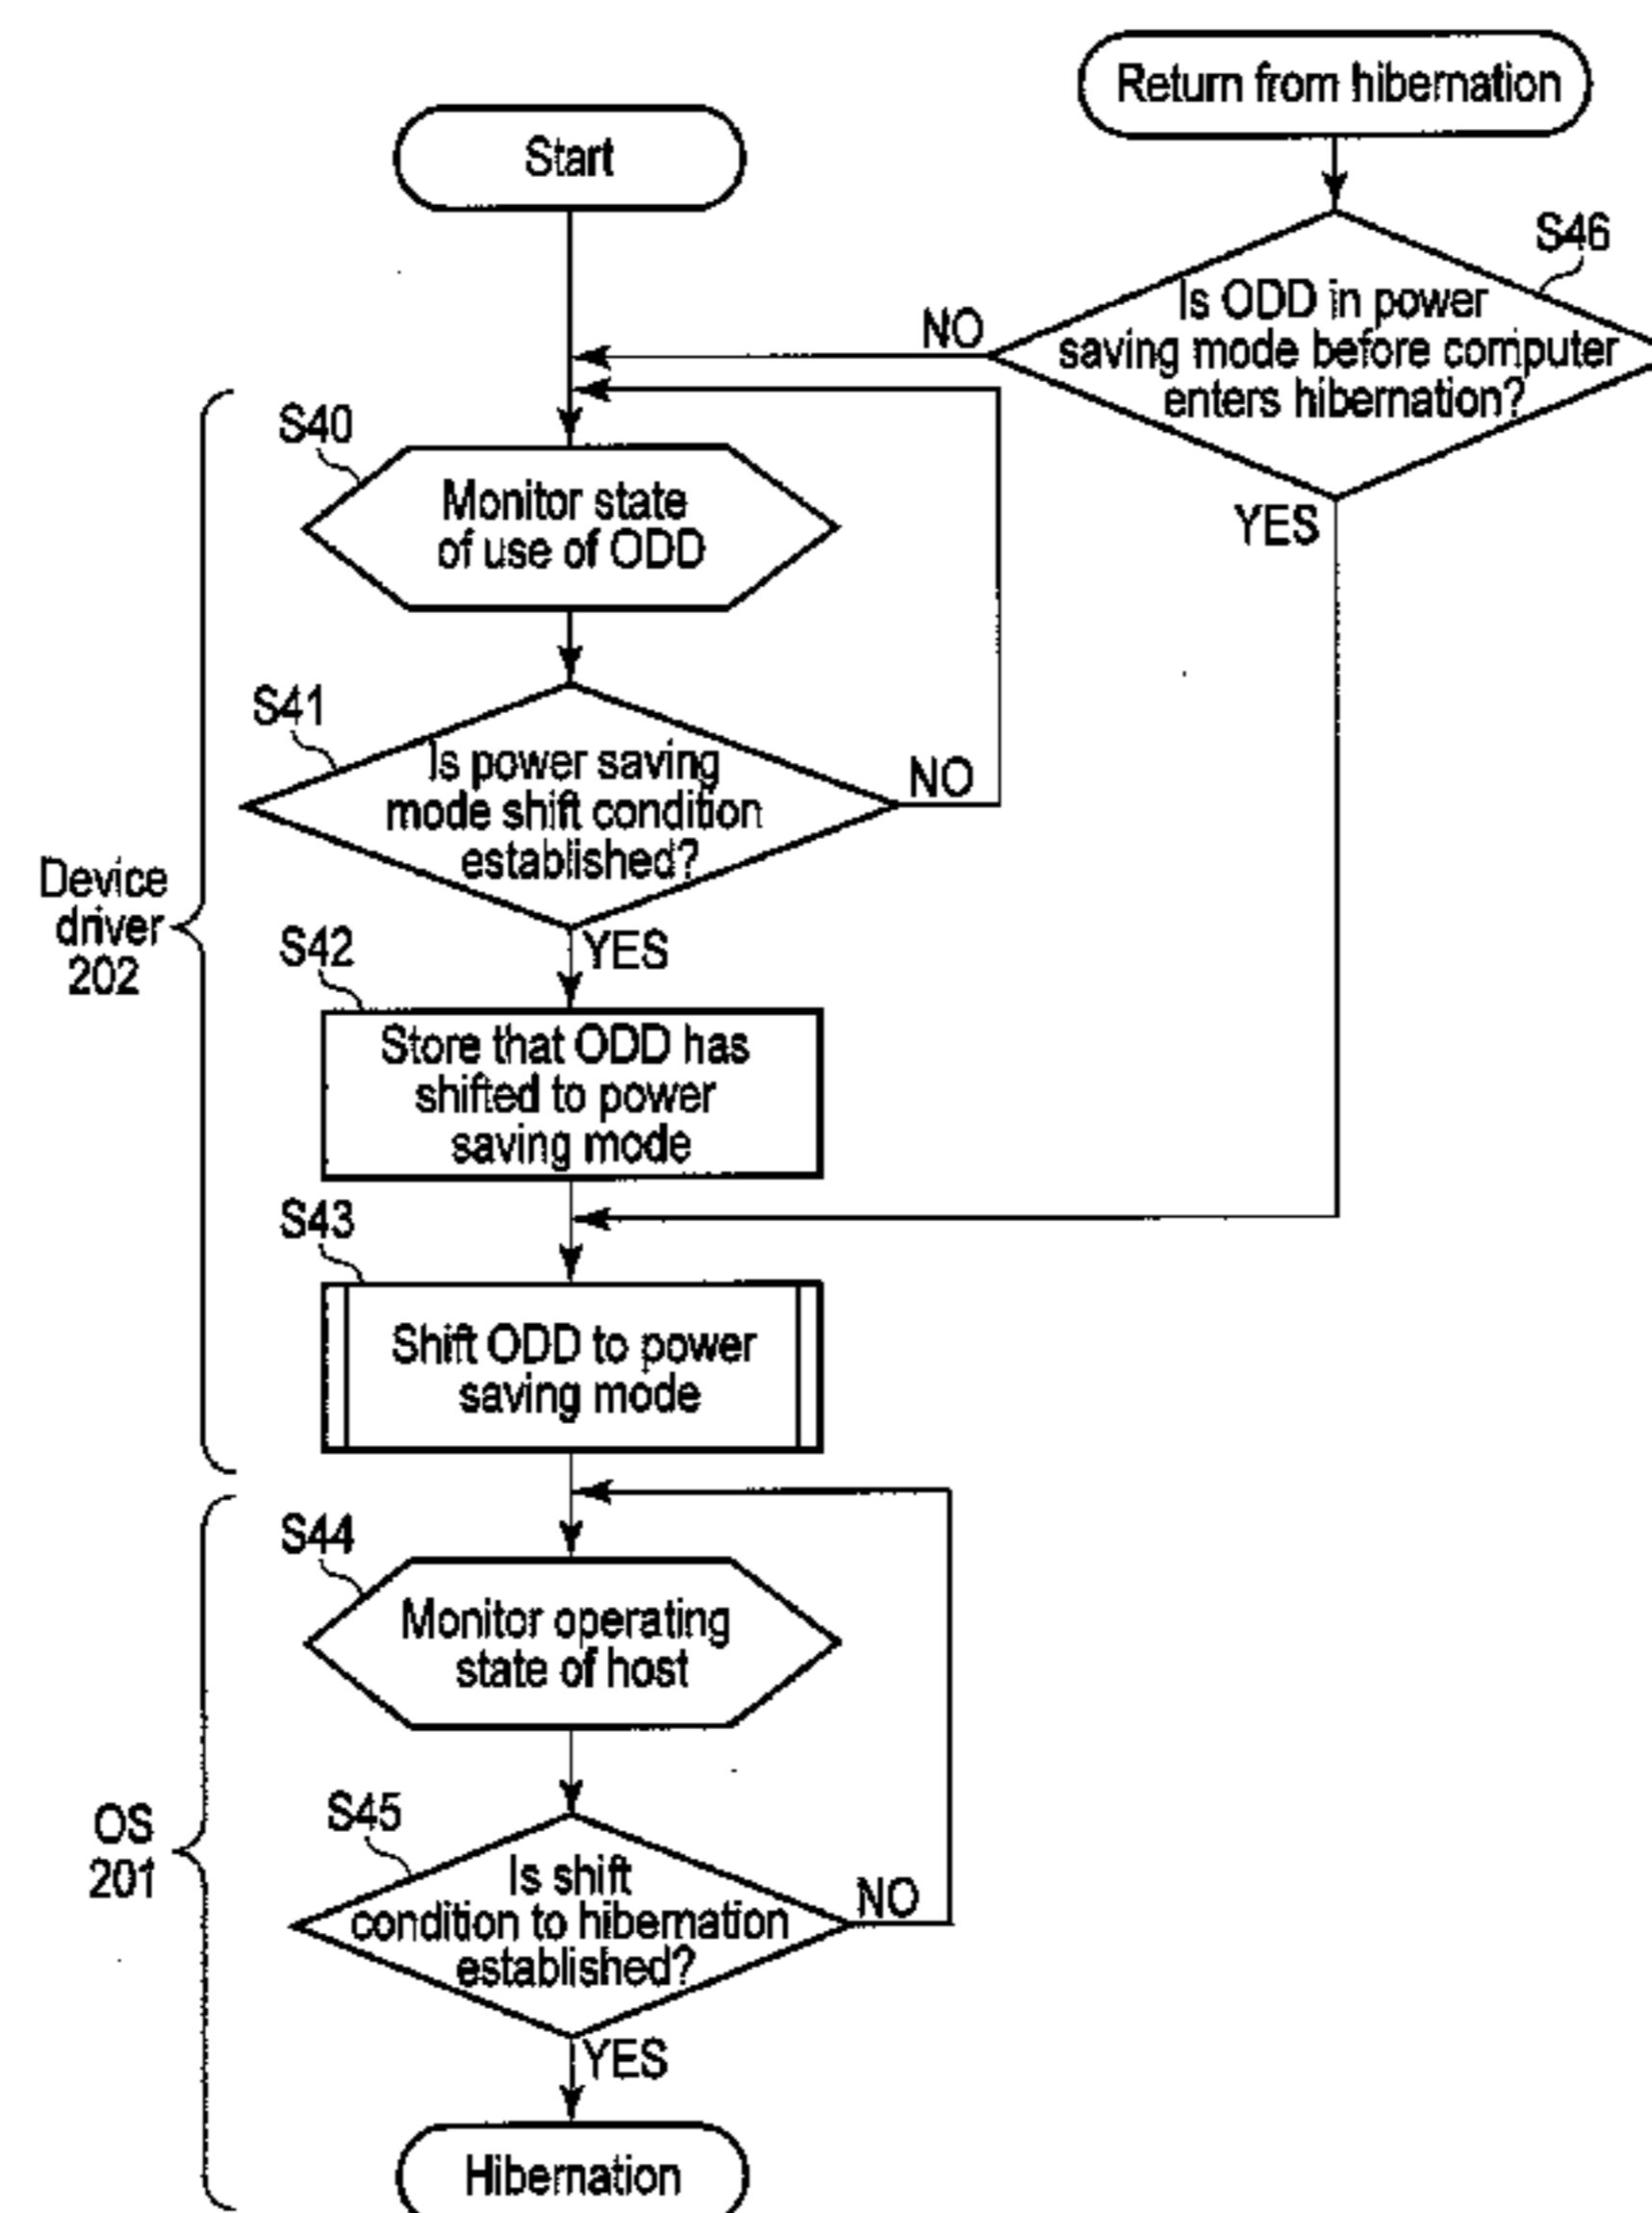 Return from hibernation
Start
S46
Is ODD in power
saving mode before computer
enters hibernation?
NO
YES
S40
Monitor state
of use of ODD
S41
Is power saving
mode shift condition
established?
NO
YES
Device
driver
202
S42
Store that ODD has
shifted to power
saving mode
S43
Shift ODD to power
saving mode
S44
Monitor operating
state of host
OS
201
S45
Is shift
condition to hibernation
established?
NO
YES
Hibernation